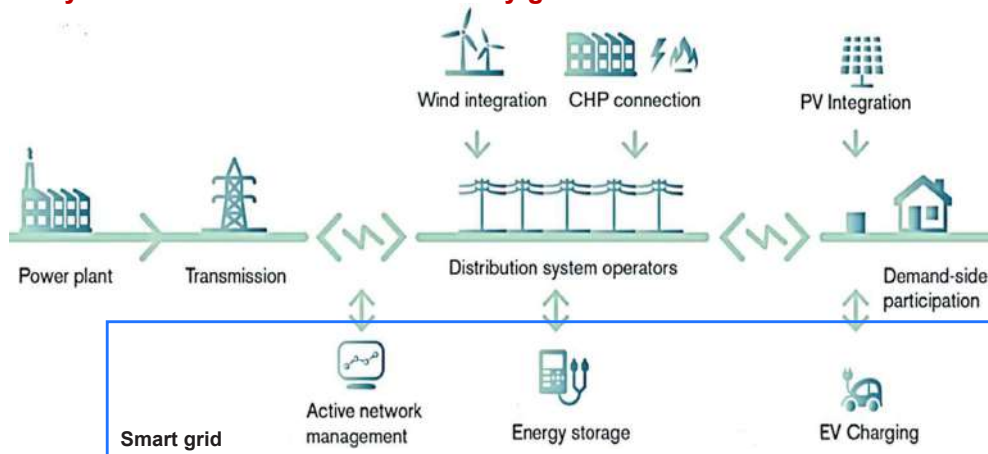 Wind integration
CHP connection
PV Integration
Power plant
Transmission
Distribution system operators
Demand-side
participation
Active network
management
Energy storage
EV Charging
Smart grid